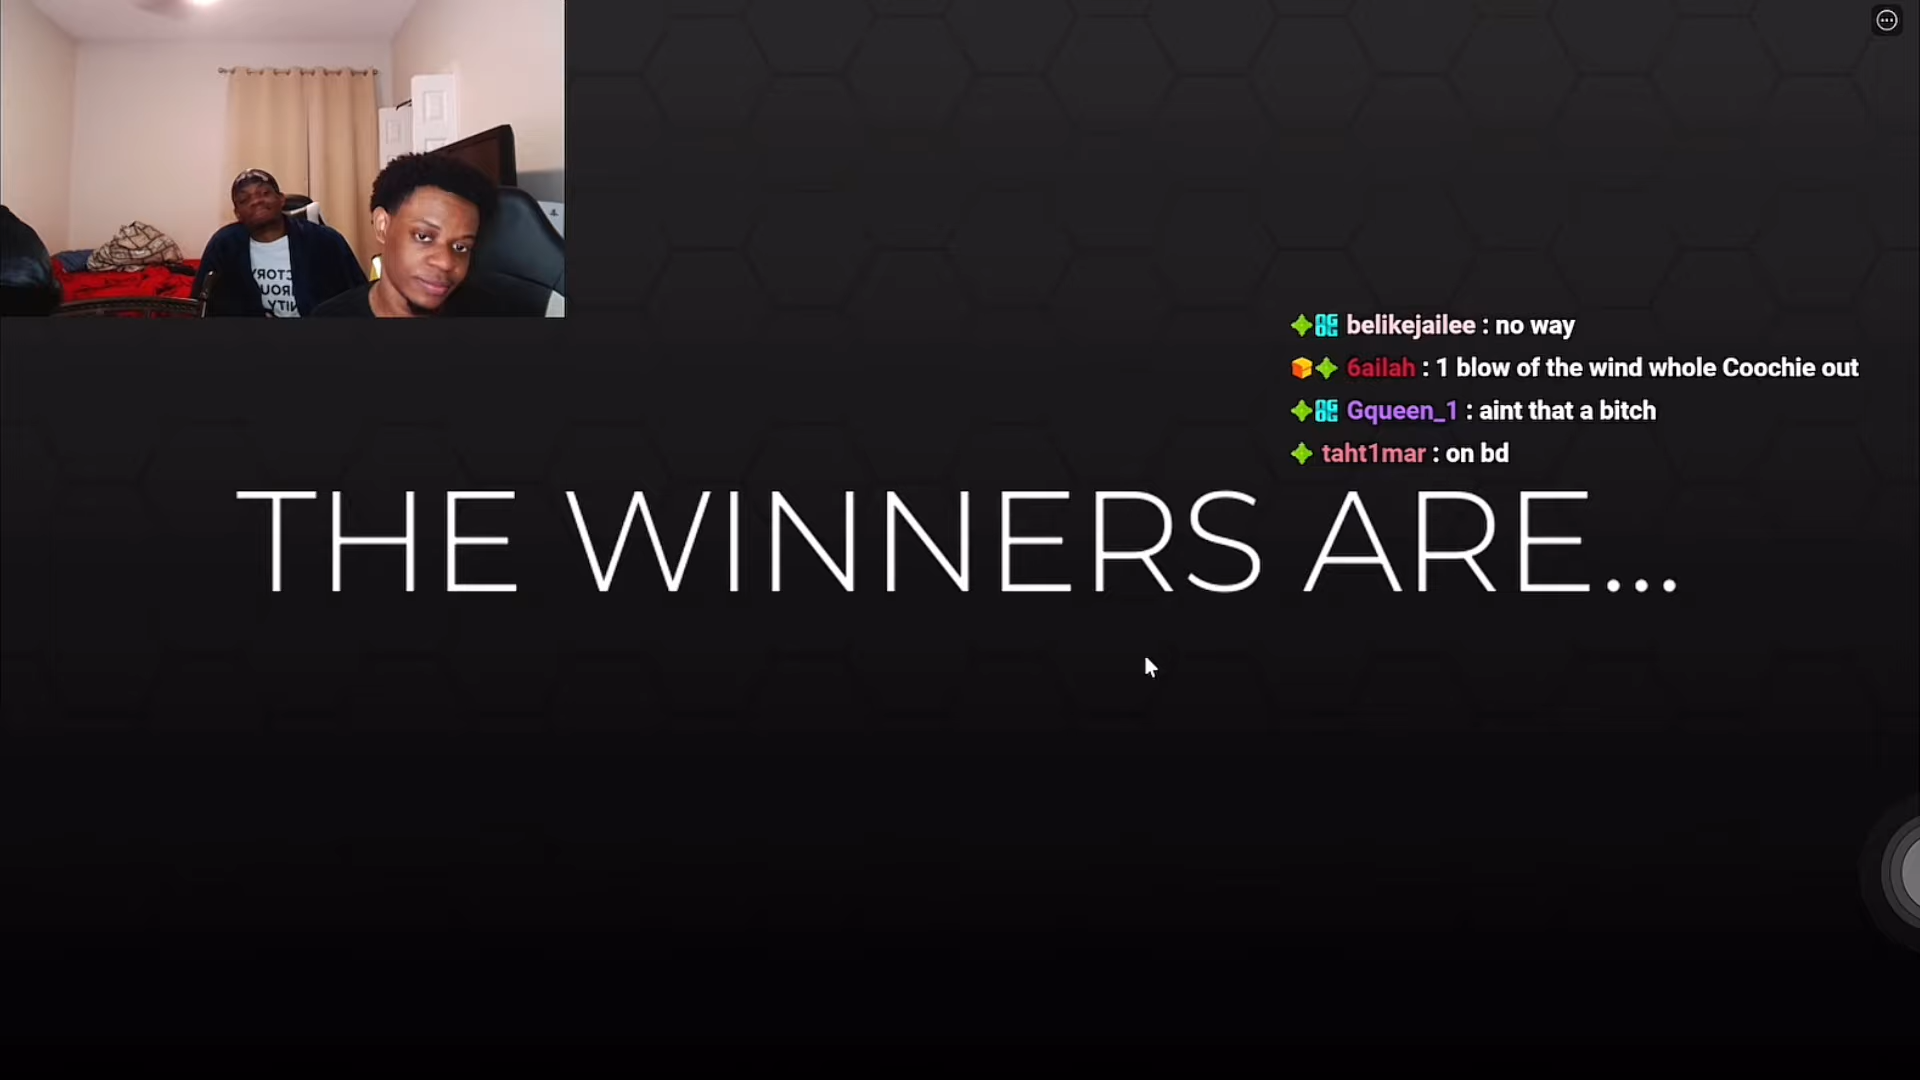 belikejailee : no way
6ailah : 1 blow of the wind whole Coochie out
Gqueen_1 : aint that a bitch
taht1mar : on bd
THE WINNERS ARE...